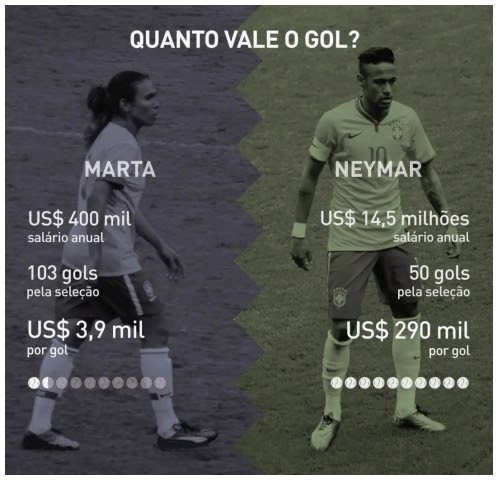 QUANTO VALE O GOL?
MARTA
US$ 400 mil
salário anual
103 gols
pela seleção
US$ 3,9 mil
por gol
NEYMAR
US$ 14,5 milhões
salário anual
50 gols
pela seleção
US$ 290 mil
por gol
10